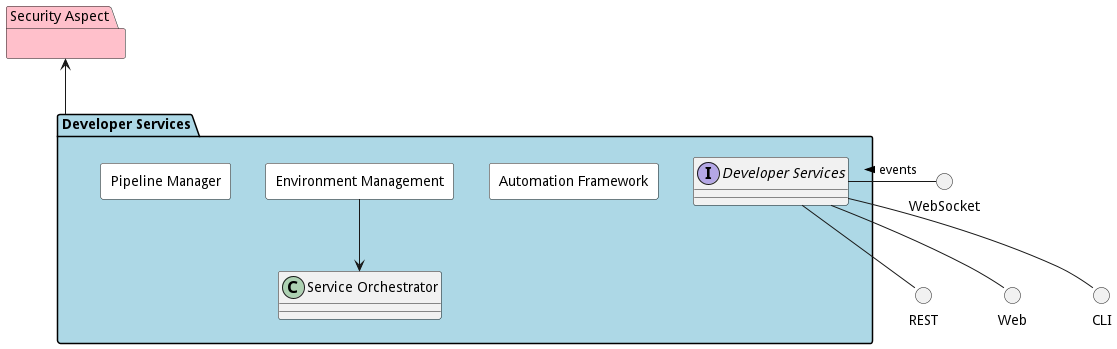 Security Aspect
Developer Services
Pipeline Manager
Environment Management
Automation Framework
I Developer Services
◄ events
WebSocket
C Service Orchestrator
REST
Web
CLI